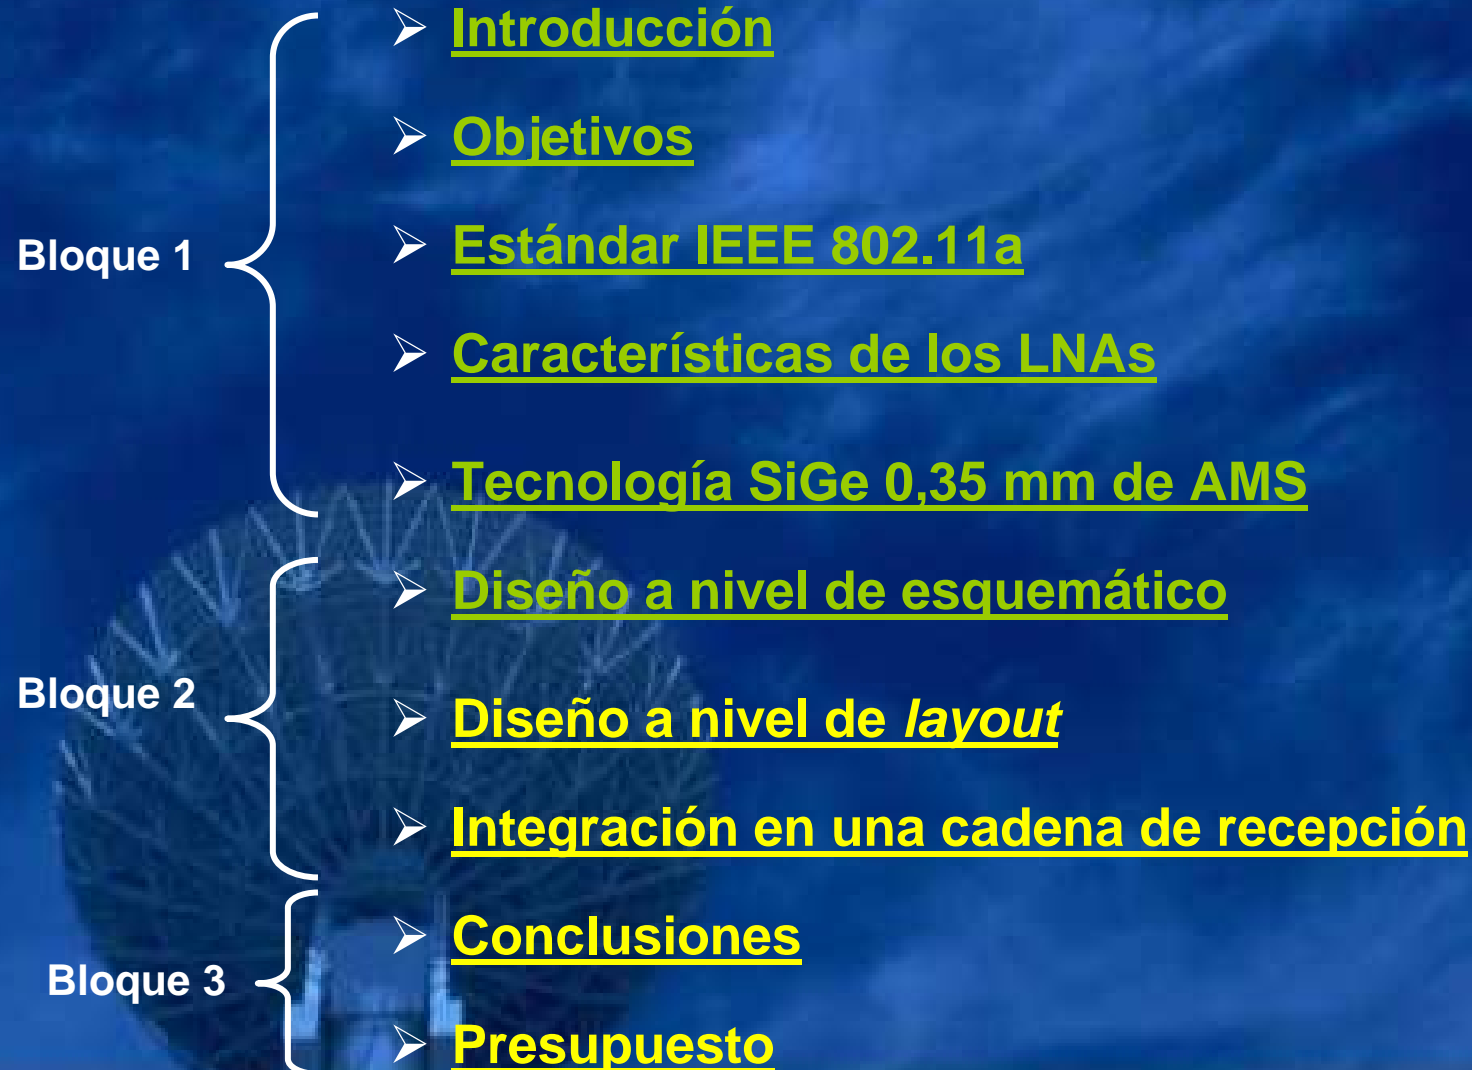 Bloque 1
➢ Introducción
➢ Objetivos
➢ Estándar IEEE 802.11a
➢ Características de los LNAs
➢ Tecnología SiGe 0,35 mm de AMS
Bloque 2
➢ Diseño a nivel de esquemático
➢ Diseño a nivel de layout
➢ Integración en una cadena de recepción
Bloque 3
➢ Conclusiones
➢ Presupuesto